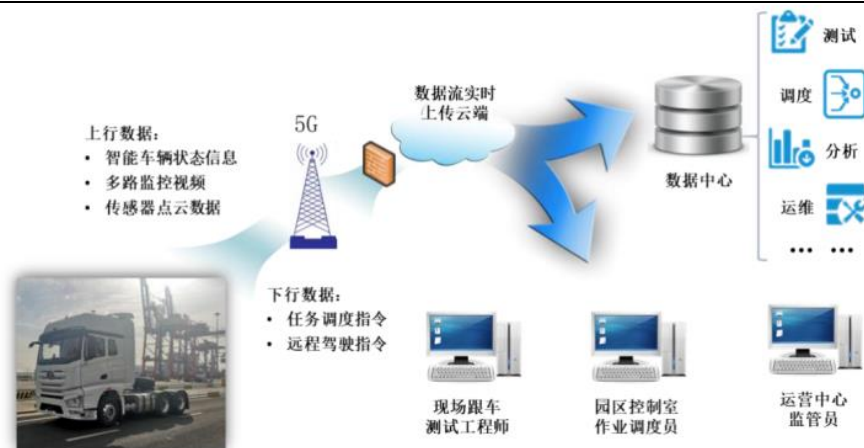 上行数据：
• 智能车辆状态信息
• 多路监控视频
• 传感器点云数据
5G
数据流实时
上传云端
数据中心
测试
调度
分析
运维
… …
下行数据：
• 任务调度指令
• 远程驾驶指令
现场跟车
测试工程师
园区控制室
作业调度员
运营中心
监管员